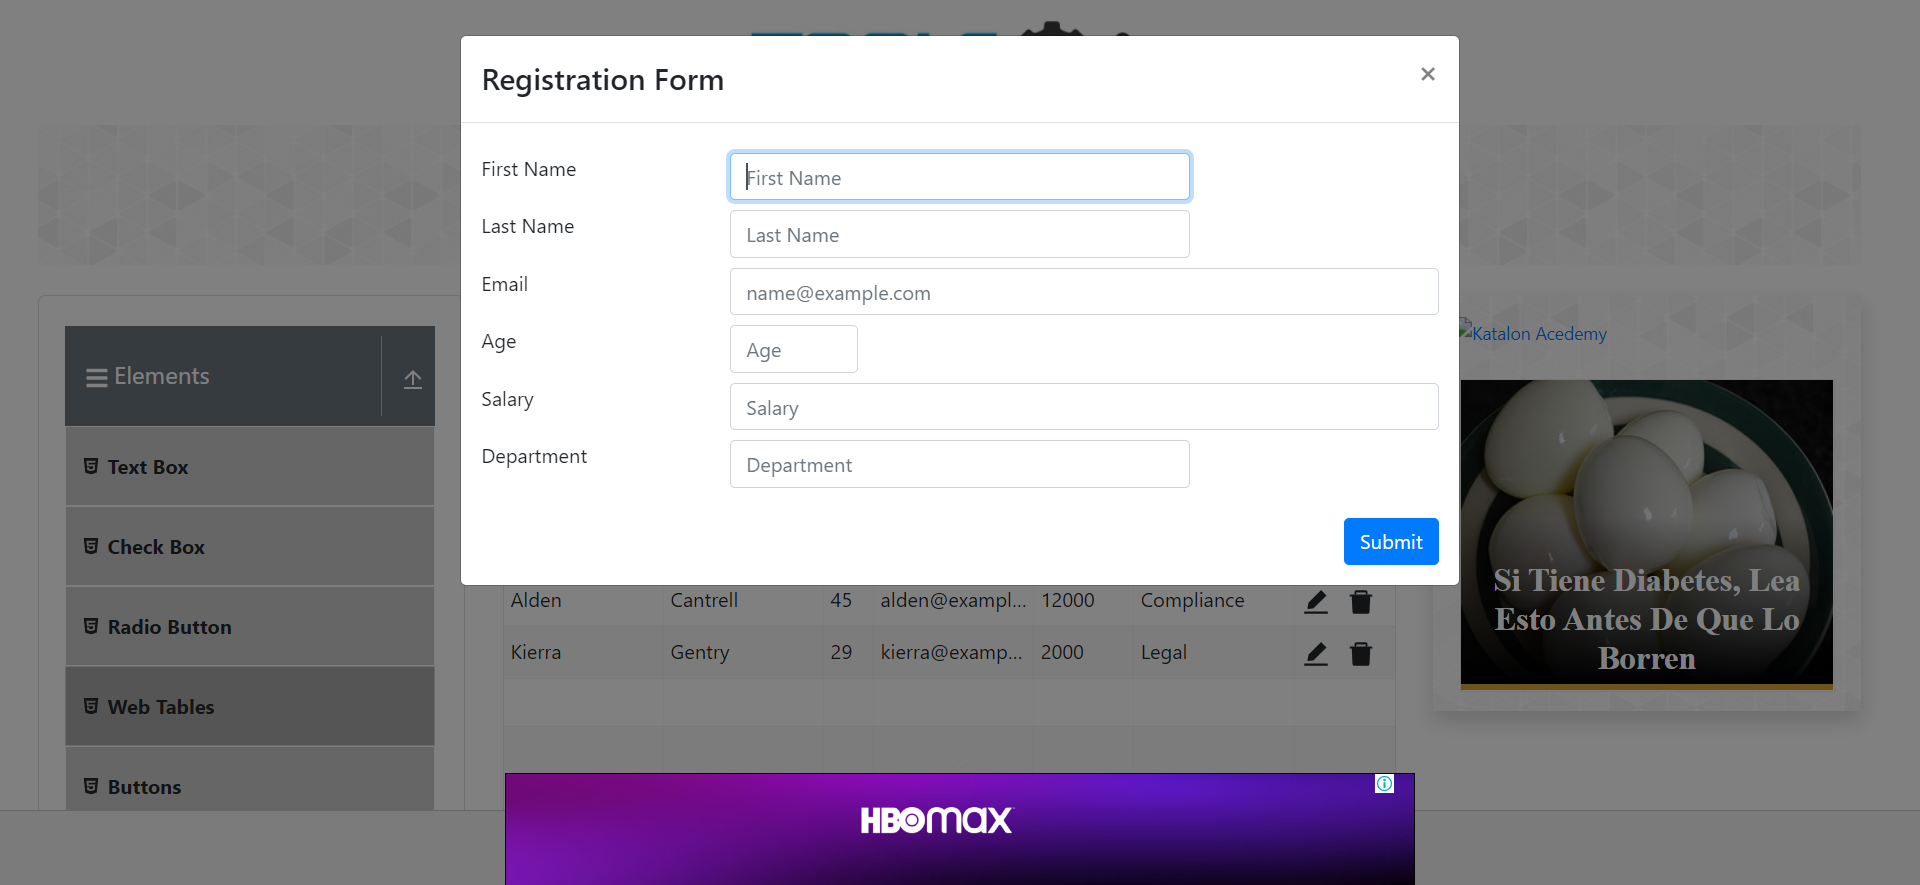 Registration Form
×
First Name
First Name
Last Name
Last Name
Email
name@example.com
Age
Age
Salary
Salary
Department
Department
Submit
Elements
Text Box
Check Box
Radio Button
Web Tables
Buttons
Alden Cantrell 45 alden@exampl... 12000 Compliance
Kierra Gentry 29 kierra@examp... 2000 Legal
Katalon Acedemy
Si Tiene Diabetes, Lea
Esto Antes De Que Lo
Borren
HBOmax